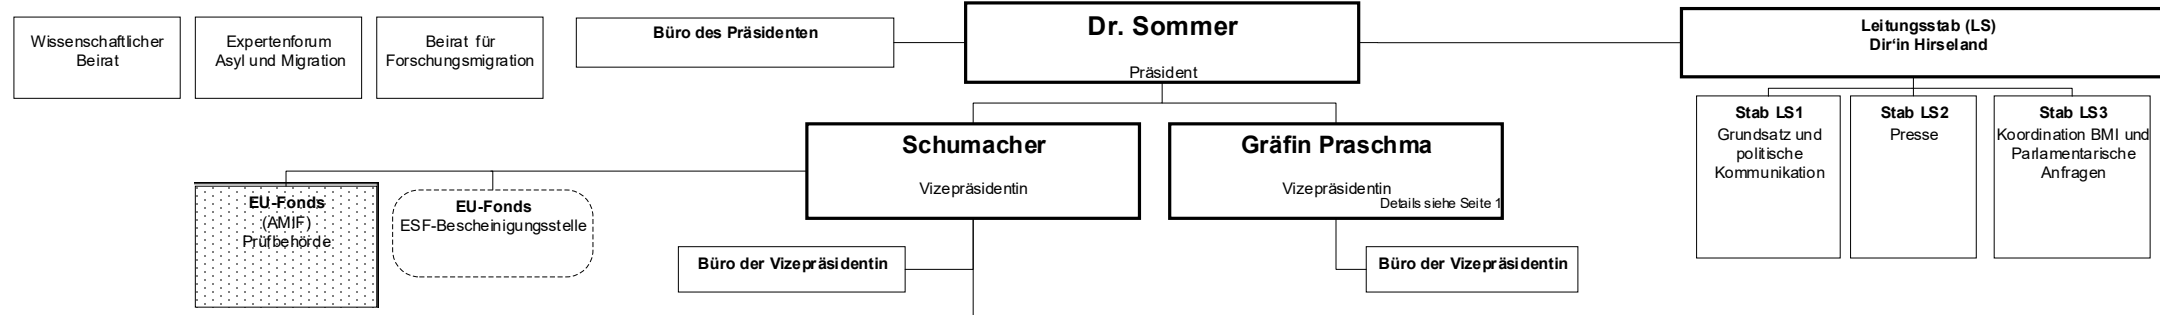 Wissenschaftlicher
Beirat
Expertenforum
Asyl und Migration
Beirat für
Forschungsmigration
Büro des Präsidenten
Dr. Sommer
Präsident
Leitungsstab (LS)
Dir‘in Hirseland
Stab LS1
Grundsatz und
politische
Kommunikation
Stab LS2
Presse
Stab LS3
Koordination BMI und
Parlamentarische
Anfragen
Schumacher
Vizepräsidentin
Gräfin Praschma
Vizepräsidentin
Details siehe Seite 1
EU-Fonds
(AMIF)
Prüfbehörde
EU-Fonds
ESF-Bescheinigungsstelle
Büro der Vizepräsidentin
Büro der Vizepräsidentin